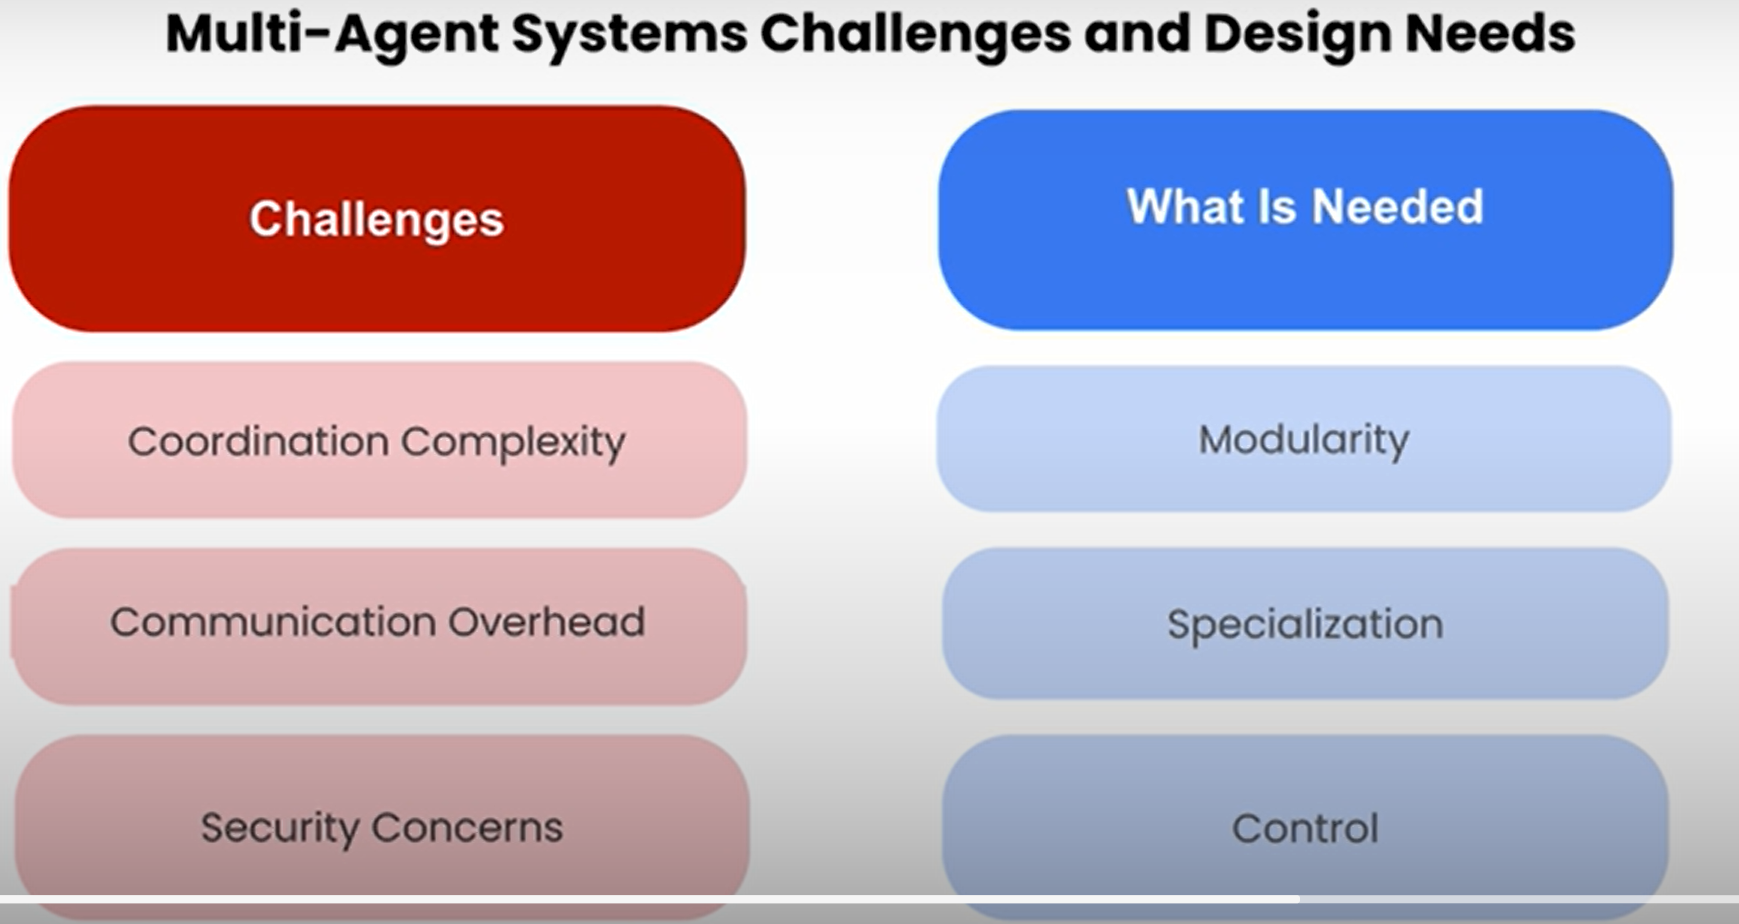 Multi-Agent Systems Challenges and Design Needs
Challenges
What Is Needed
Coordination Complexity
Modularity
Communication Overhead
Specialization
Security Concerns
Control